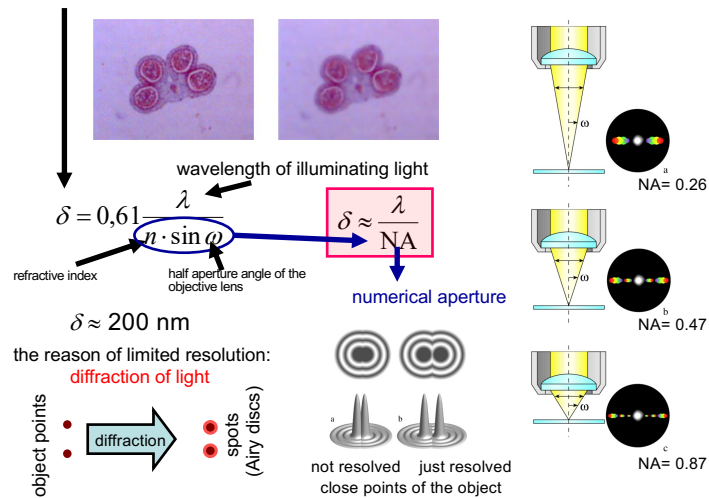 wavelength of illuminating light
δ = 0,61 λ / n · sin ω
δ ≈ λ / NA
refractive index
half aperture angle of the
objective lens
numerical aperture
δ ≈ 200 nm
the reason of limited resolution:
diffraction of light
object points
diffraction
spots
(Airy discs)
a
b
not resolved
just resolved
close points of the object
ω
a
NA= 0.26
ω
b
NA= 0.47
ω
c
NA= 0.87